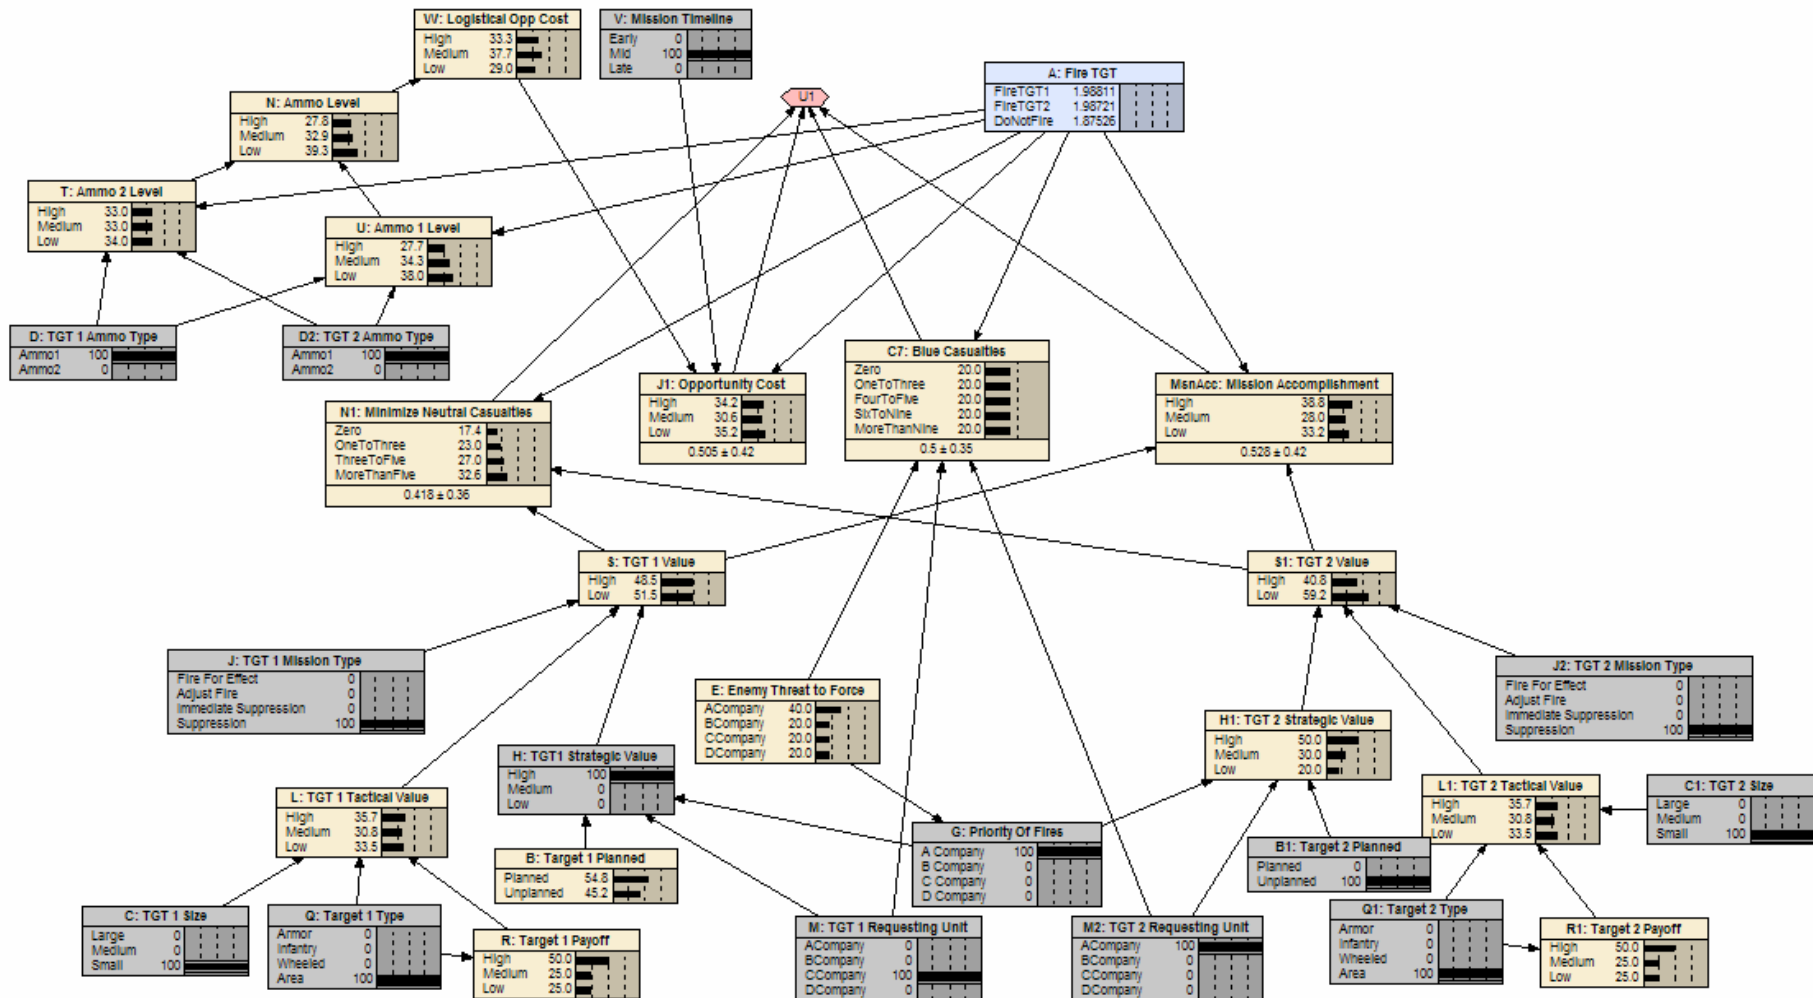 W: Logistical Opp Cost
High 33.3
Medium 37.7
Low 29.0
V: Mission Timeline
Early 0
Mid 100
Late 0
A: Fire TGT
FireTGT1 1.98811
FireTGT2 1.98721
DoNotFire 1.87526
U1
N: Ammo Level
High 27.8
Medium 32.9
Low 39.3
T: Ammo 2 Level
High 33.0
Medium 33.0
Low 34.0
U: Ammo 1 Level
High 27.7
Medium 34.3
Low 38.0
D: TGT 1 Ammo Type
Ammo1 100
Ammo2 0
D2: TGT 2 Ammo Type
Ammo1 100
Ammo2 0
N1: Minimize Neutral Casualties
Zero 17.4
OneToThree 23.0
ThreeToFive 27.0
MoreThanFive 32.6
0.418 ± 0.36
J1: Opportunity Cost
High 34.2
Medium 30.6
Low 35.2
0.505 ± 0.42
C7: Blue Casualties
Zero 20.0
OneToThree 20.0
FourToFive 20.0
SixToNine 20.0
MoreThanNine 20.0
0.5 ± 0.35
MsnAcc: Mission Accomplishment
High 38.8
Medium 28.0
Low 33.2
0.528 ± 0.42
S: TGT 1 Value
High 48.5
Low 51.5
S1: TGT 2 Value
High 40.8
Low 59.2
J: TGT 1 Mission Type
Fire For Effect 0
Adjust Fire 0
Immediate Suppression 0
Suppression 100
E: Enemy Threat to Force
ACompany 40.0
BCompany 20.0
CCompany 20.0
DCompany 20.0
J2: TGT 2 Mission Type
Fire For Effect 0
Adjust Fire 0
Immediate Suppression 0
Suppression 100
H: TGT1 Strategic Value
High 100
Medium 0
Low 0
H1: TGT 2 Strategic Value
High 50.0
Medium 30.0
Low 20.0
L: TGT 1 Tactical Value
High 35.7
Medium 30.8
Low 33.5
L1: TGT 2 Tactical Value
High 35.7
Medium 30.8
Low 33.5
C1: TGT 2 Size
Large 0
Medium 0
Small 100
B: Target 1 Planned
Planned 54.8
Unplanned 45.2
G: Priority Of Fires
A Company 100
B Company 0
C Company 0
D Company 0
B1: Target 2 Planned
Planned 0
Unplanned 100
C: TGT 1 Size
Large 0
Medium 0
Small 100
Q: Target 1 Type
Armor 0
Infantry 0
Wheeled 0
Area 100
R: Target 1 Payoff
High 50.0
Medium 25.0
Low 25.0
M: TGT 1 Requesting Unit
ACompany 0
BCompany 0
CCompany 100
DCompany 0
M2: TGT 2 Requesting Unit
ACompany 100
BCompany 0
CCompany 0
DCompany 0
Q1: Target 2 Type
Armor 0
Infantry 0
Wheeled 0
Area 100
R1: Target 2 Payoff
High 50.0
Medium 25.0
Low 25.0